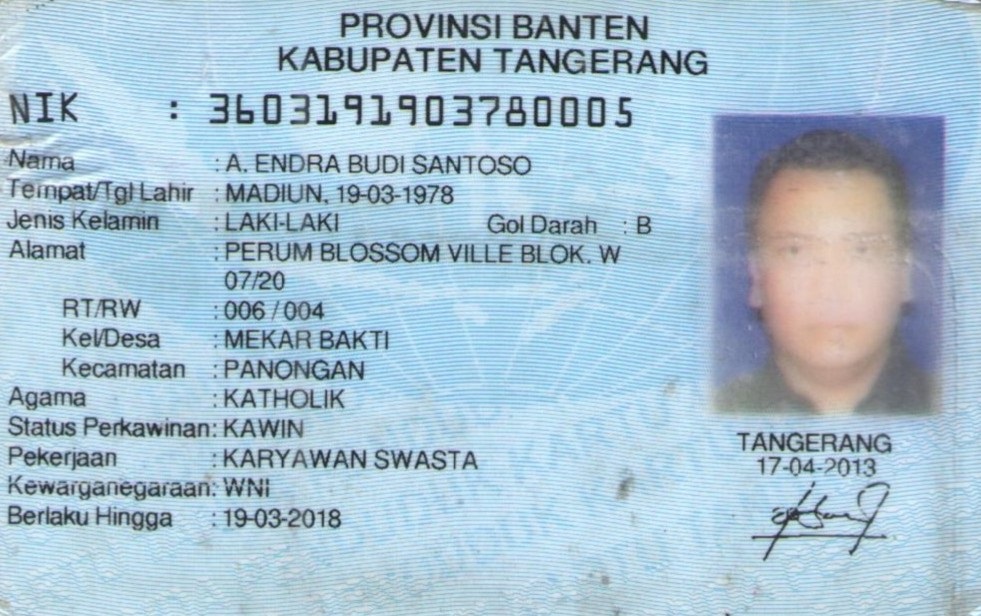 PROVINSI BANTEN
KABUPATEN TANGERANG
NIK : 3603191903780005
Nama : A. ENDRA BUDI SANTOSO
Tempat/Tgl Lahir : MADIUN, 19-03-1978
Jenis Kelamin : LAKI-LAKI Gol Darah : B
Alamat : PERUM BLOSSOM VILLE BLOK. W
07/20
RT/RW : 006 / 004
Kel/Desa : MEKAR BAKTI
Kecamatan : PANONGAN
Agama : KATHOLIK
Status Perkawinan: KAWIN
Pekerjaan : KARYAWAN SWASTA
Kewarganegaraan: WNI
Berlaku Hingga : 19-03-2018
TANGERANG
17-04-2013